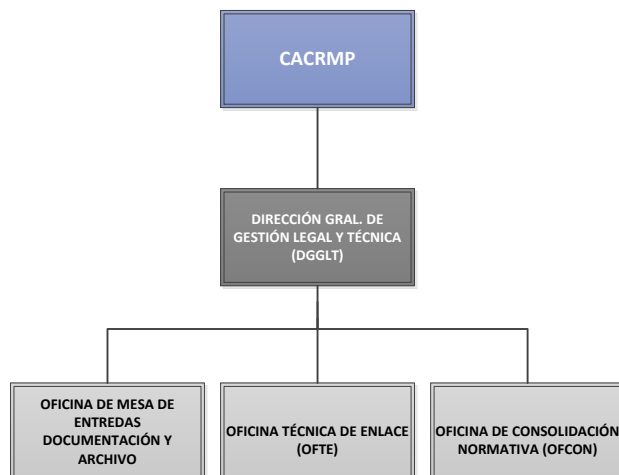 CACRMP
DIRECCIÓN GRAL. DE
GESTIÓN LEGAL Y TÉCNICA
(DGGLT)
OFICINA DE MESA DE
ENTREDAS
DOCUMENTACIÓN Y
ARCHIVO
OFICINA TÉCNICA DE ENLACE
(OFTE)
OFICINA DE CONSOLIDACIÓN
NORMATIVA (OFCON)